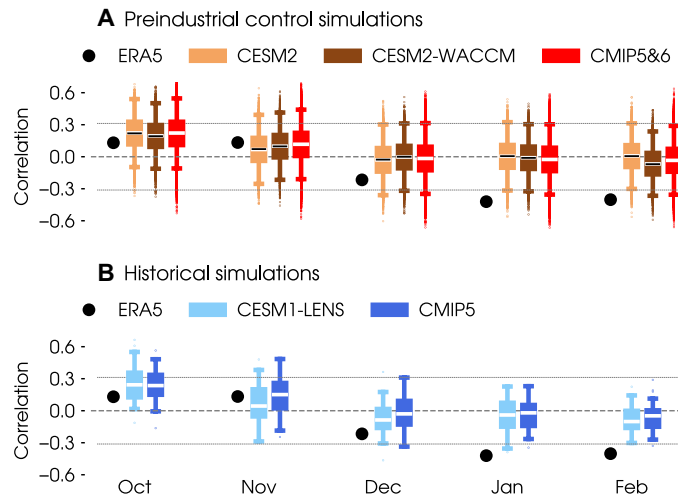 A Preindustrial control simulations
ERA5 CESM2 CESM2-WACCM CMIP5&6
Correlation
0.6
0.3
0.0
−0.3
−0.6
B Historical simulations
ERA5 CESM1-LENS CMIP5
Correlation
0.6
0.3
0.0
−0.3
−0.6
Oct Nov Dec Jan Feb